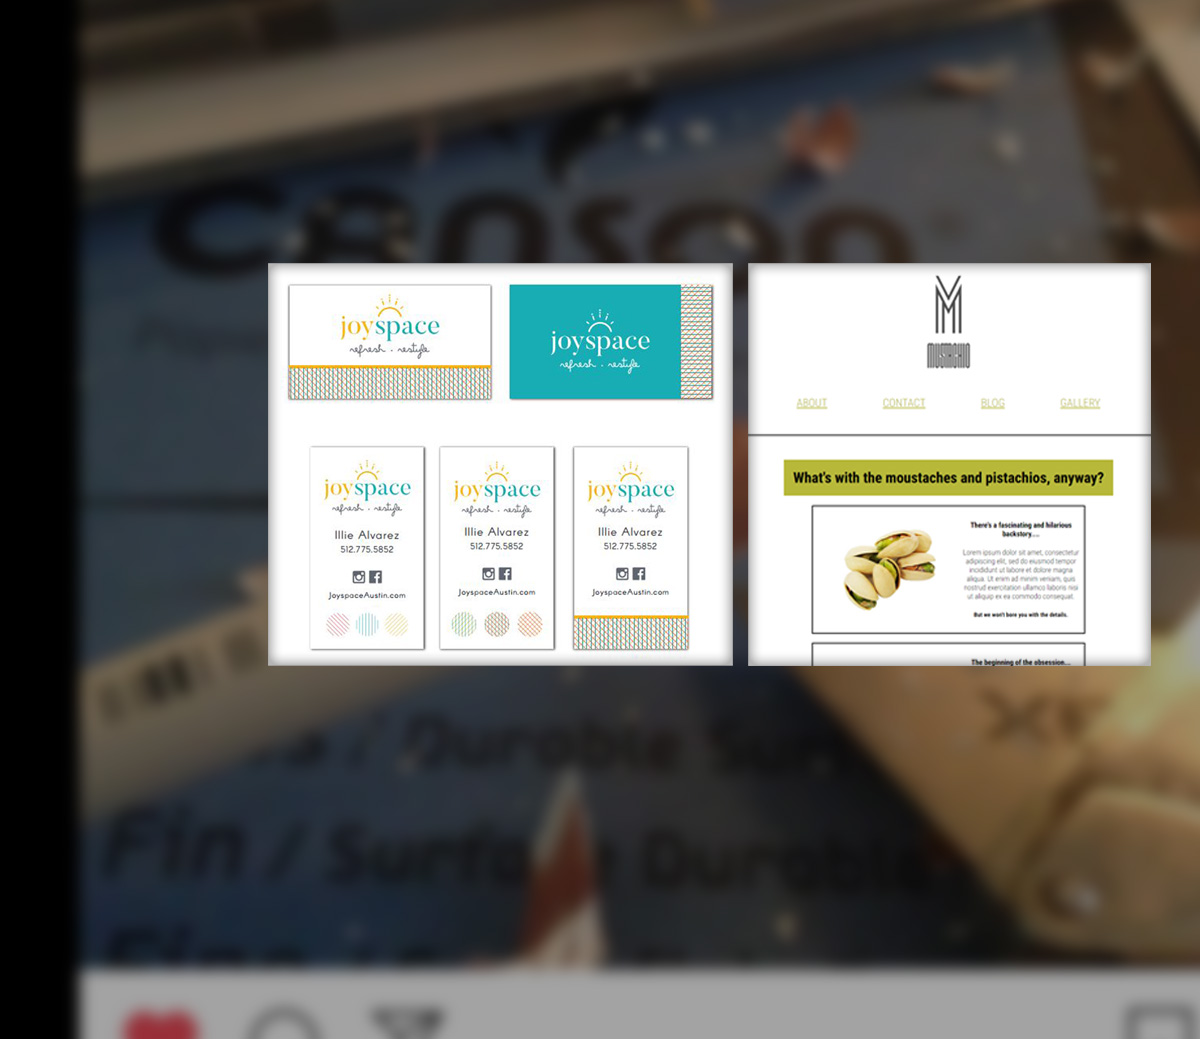 canson
joyspace
refresh · restyle
joyspace
refresh · restyle
joyspace
refresh · restyle
Illie Alvarez
512.775.5852
JoyspaceAustin.com
joyspace
refresh · restyle
Illie Alvarez
512.775.5852
JoyspaceAustin.com
joyspace
refresh · restyle
Illie Alvarez
512.775.5852
JoyspaceAustin.com
M
MUSTACHIO
ABOUT
CONTACT
BLOG
GALLERY
What's with the moustaches and pistachios, anyway?
There's a fascinating and hilarious
backstory....
Lorem ipsum dolor sit amet, consectetur
adipiscing elit, sed do eiusmod tempor
incididunt ut labore et dolore magna
aliqua. Ut enim ad minim veniam, quis
nostrud exercitation ullamco laboris nisi
ut aliquip ex ea commodo consequat.
But we won't bore you with the details.
The beginning of the obsession...
/ Durable
Fin / Surface Durable